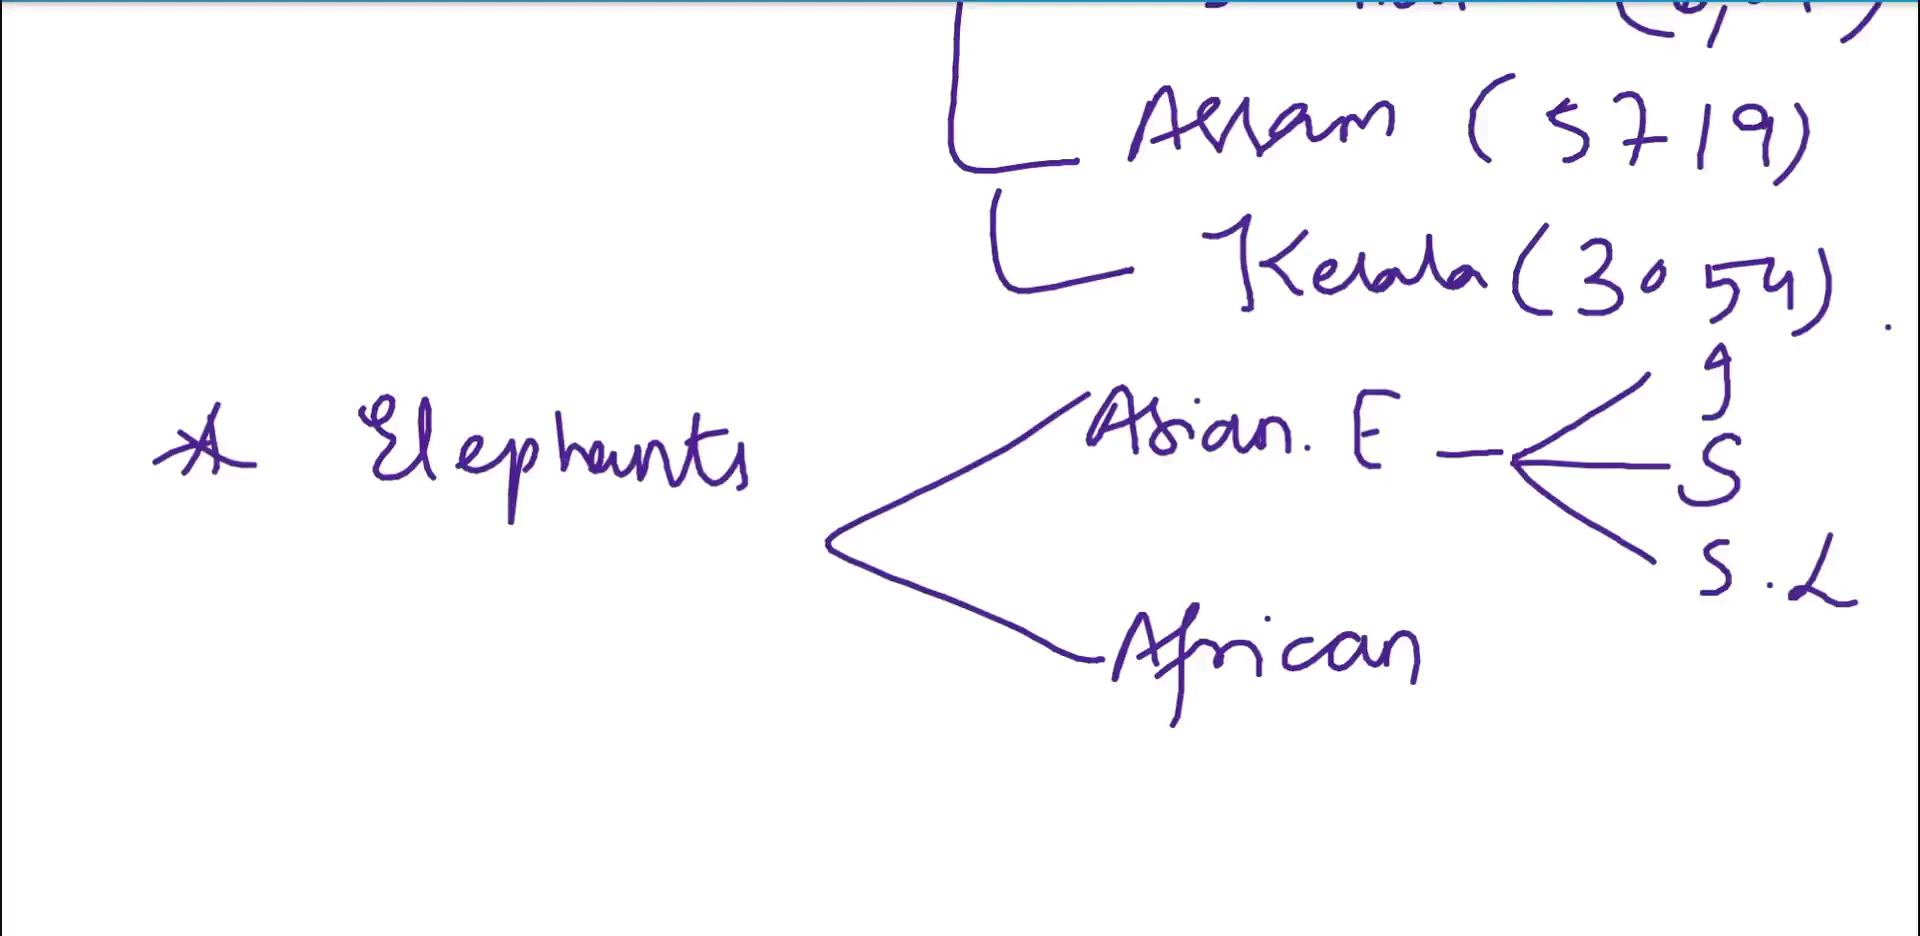 Assam (5719)
Kerala (3054).
I
* Elephants
Asian. E
S
S.L
African